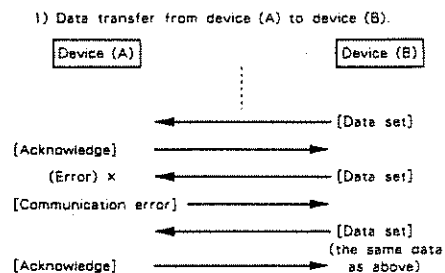 1) Data transfer from device (A) to device (B).
Device (A) Device (B)
[Data set]
[Acknowledge]
(Error) × [Data set]
[Communication error]
[Data set]
(the same data
as above)
[Acknowledge]